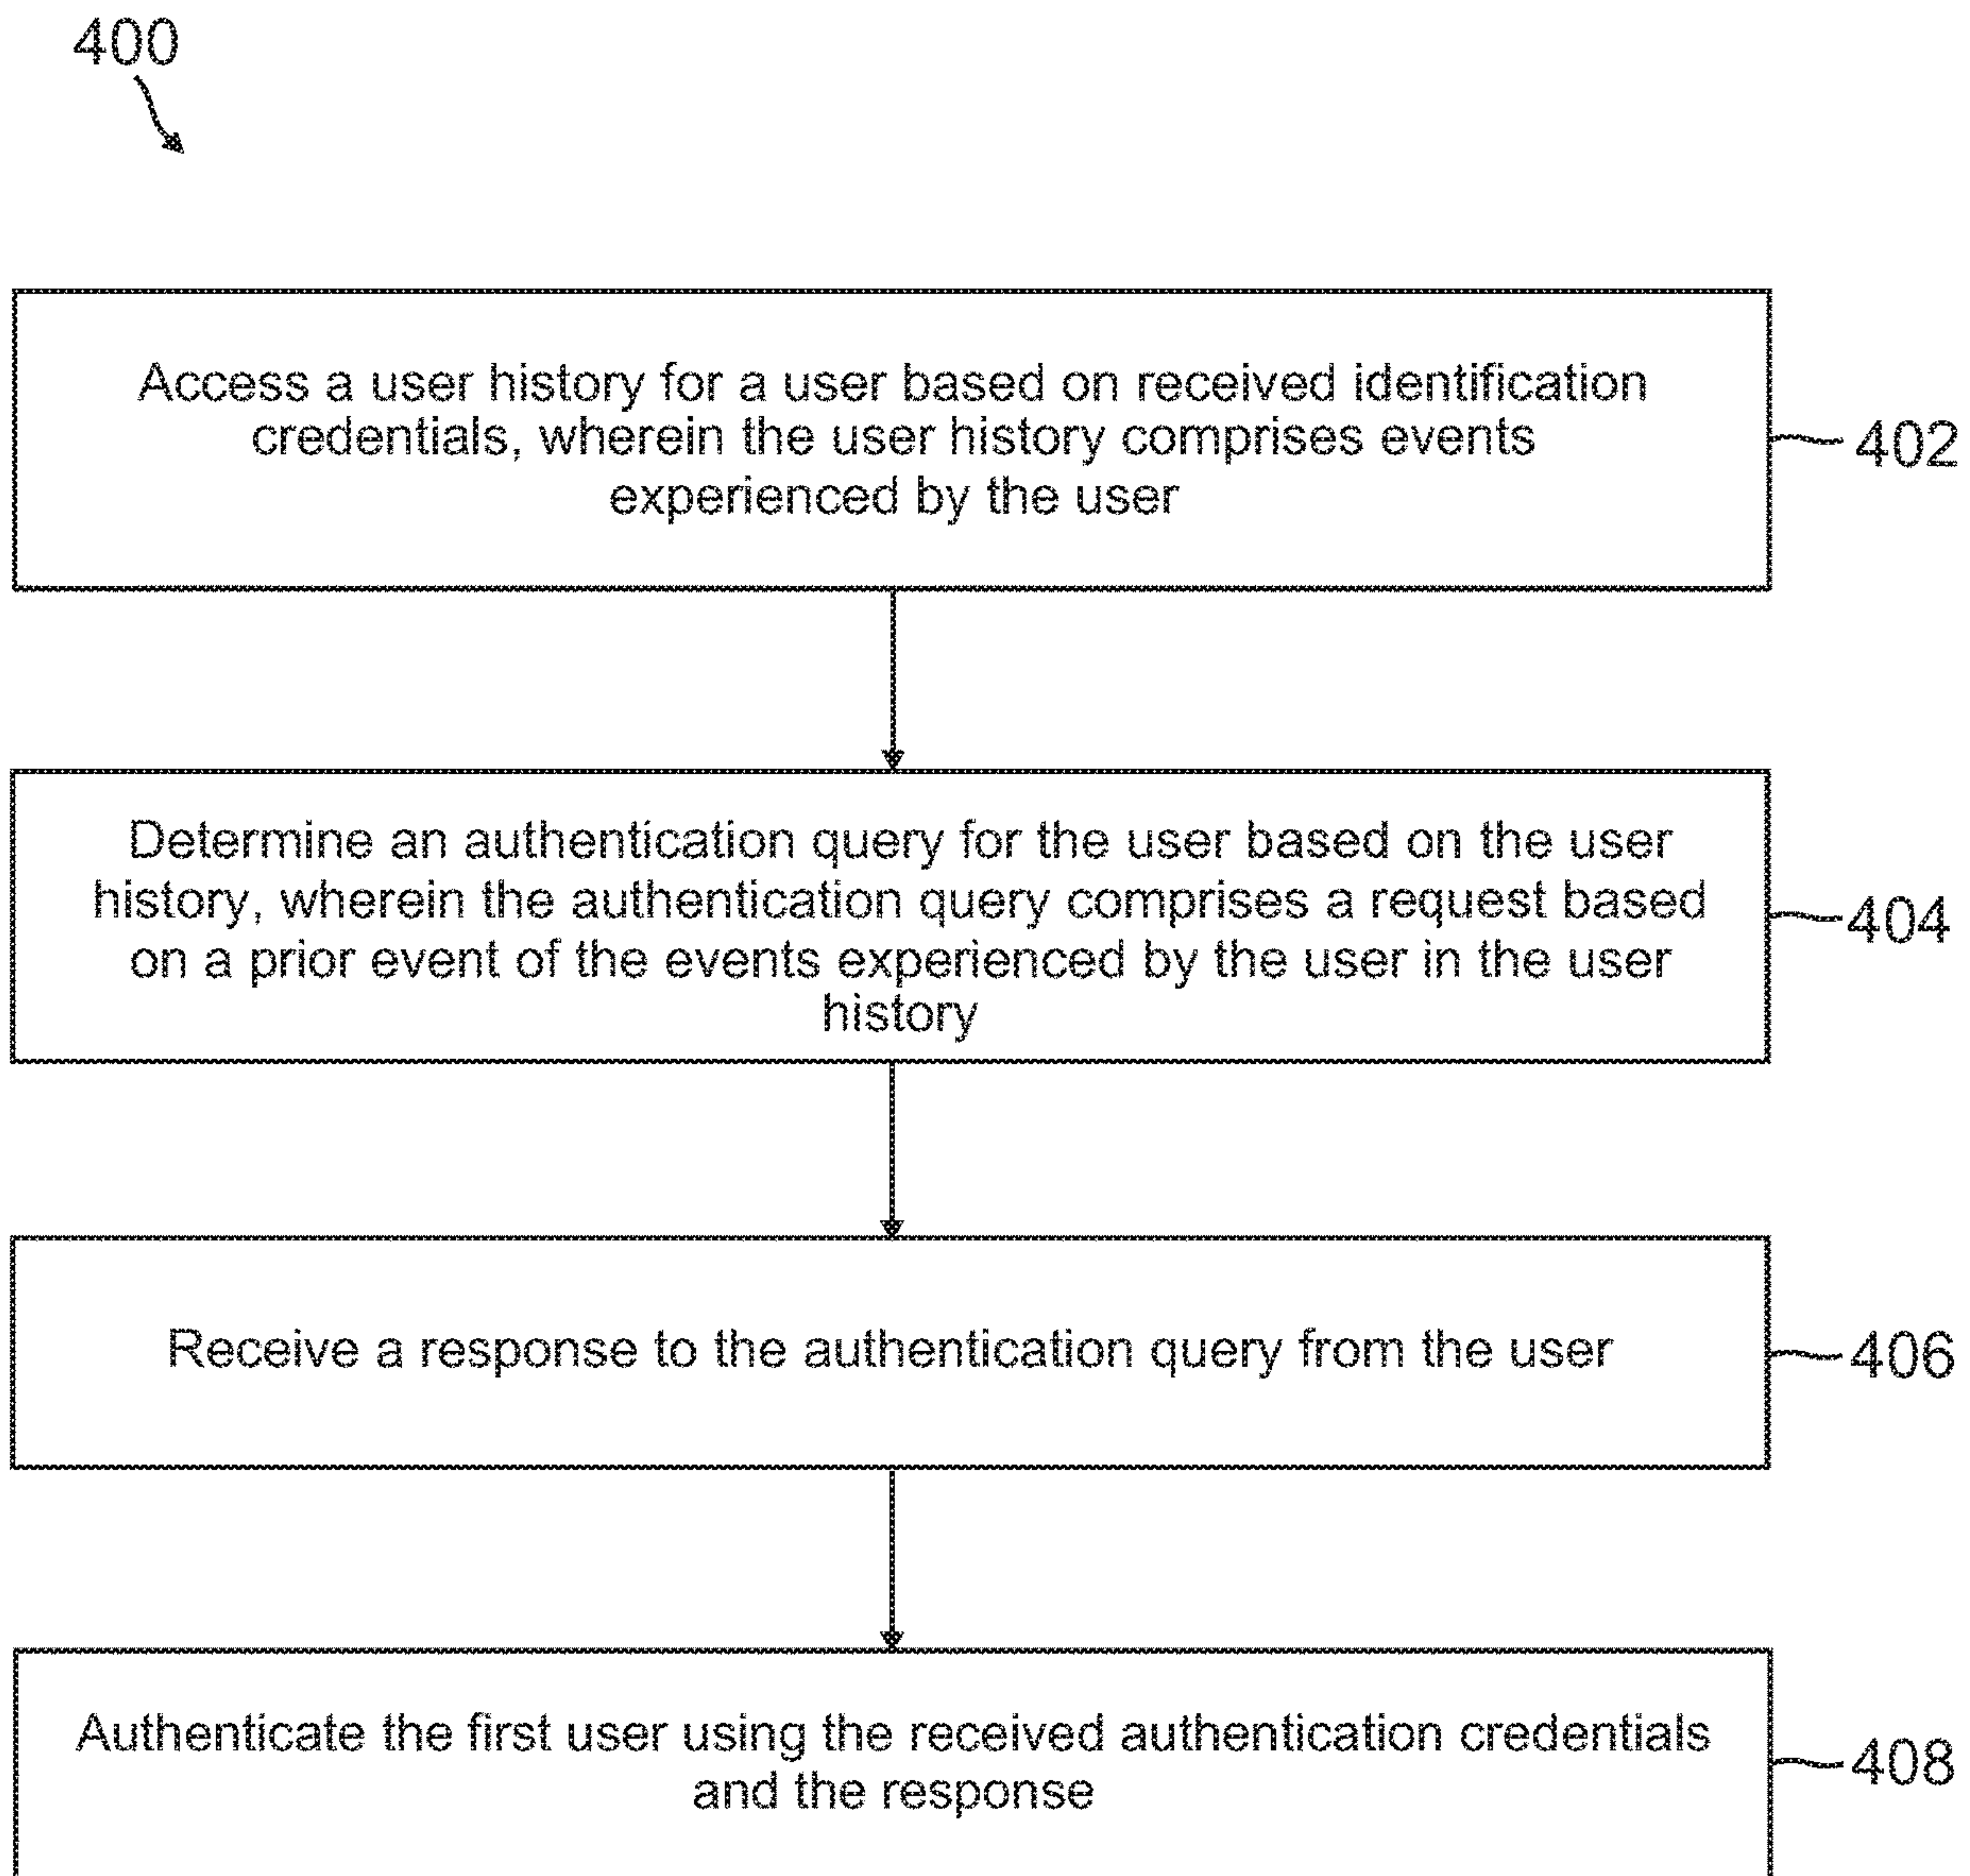 400
Access a user history for a user based on received identification
credentials, wherein the user history comprises events
experienced by the user
402
Determine an authentication query for the user based on the user
history, wherein the authentication query comprises a request based
on a prior event of the events experienced by the user in the user
history
404
Receive a response to the authentication query from the user
406
Authenticate the first user using the received authentication credentials
and the response
408